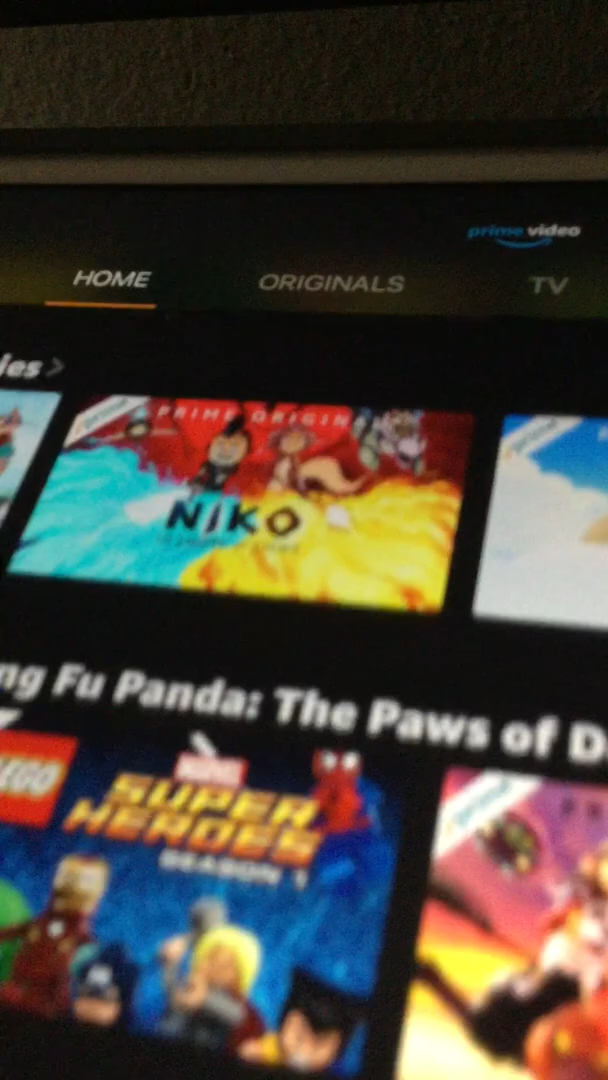 prime video
HOME ORIGINALS TV
ies >
PRIME ORIGIN
NIKO
ng Fu Panda: The Paws of D
LEGO
MARVEL
SUPER
HEROES
SEASON 1